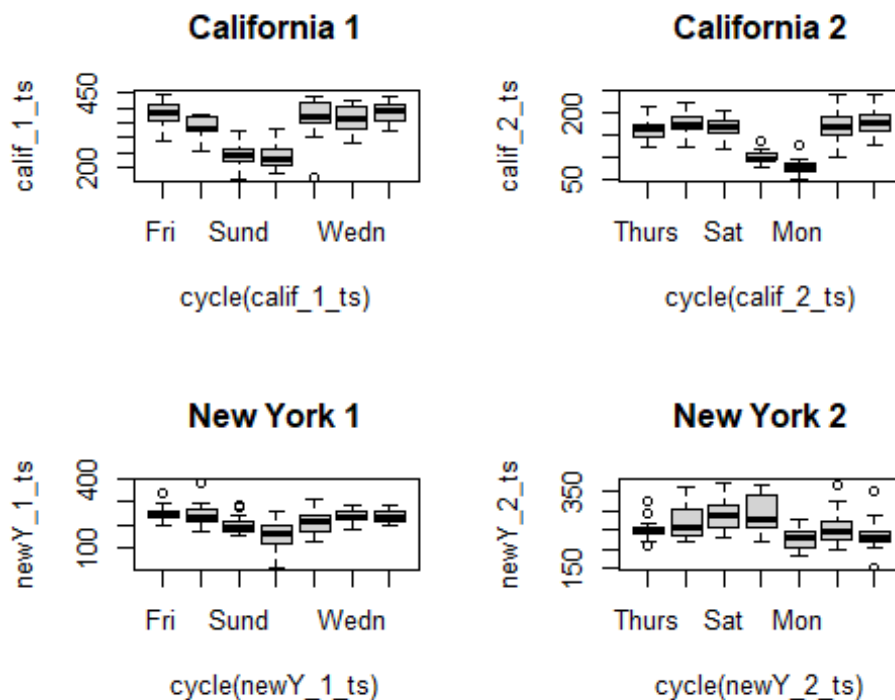 California 1
calif_1_ts
450
200
Fri Sund Wedn
cycle(calif_1_ts)
California 2
calif_2_ts
200
50
Thurs Sat Mon
cycle(calif_2_ts)
New York 1
newY_1_ts
400
100
Fri Sund Wedn
cycle(newY_1_ts)
New York 2
newY_2_ts
350
150
Thurs Sat Mon
cycle(newY_2_ts)